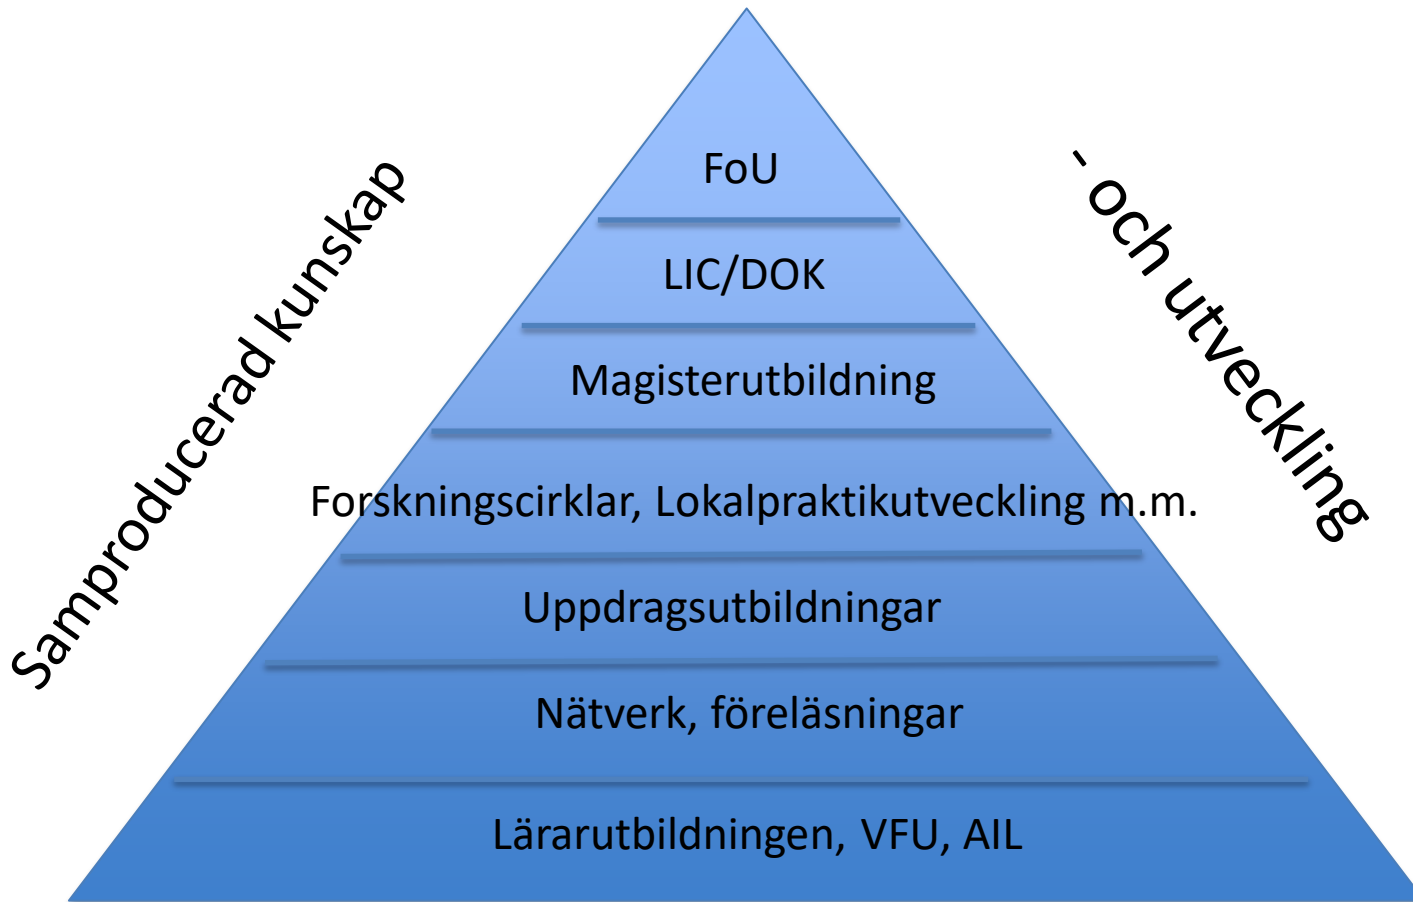 Samproducerad kunskap
- och utveckling
FoU
LIC/DOK
Magisterutbildning
Forskningscirklar, Lokalpraktikutveckling m.m.
Uppdragsutbildningar
Nätverk, föreläsningar
Lärarutbildningen, VFU, AIL